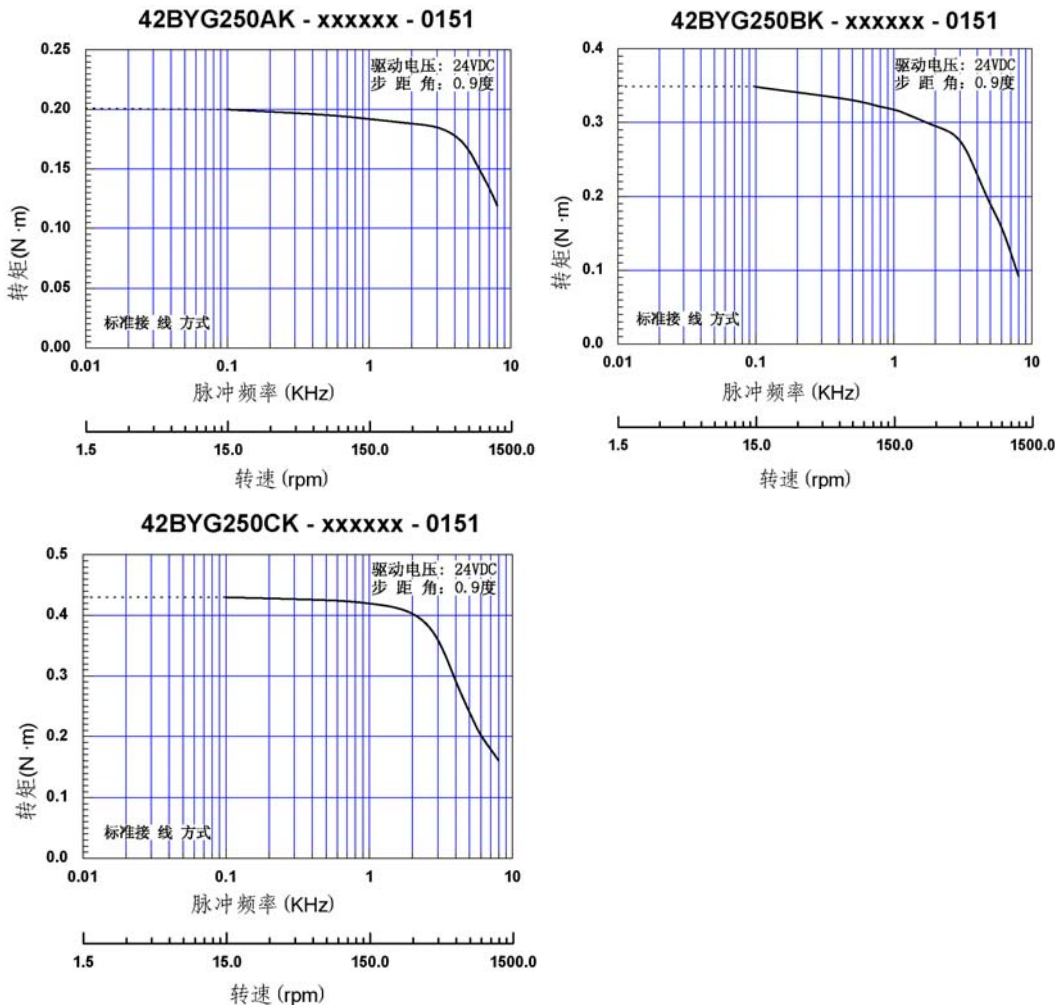 42BYG250AK - xxxxxx - 0151
0.25
驱动电压: 24VDC
步 距 角: 0.9度
0.20
0.15
0.10
0.05
0.00
转矩(N ·m)
标准接 线 方式
0.01 0.1 1 10
脉冲频率 (KHz)
1.5 15.0 150.0 1500.0
转速 (rpm)
42BYG250BK - xxxxxx - 0151
0.4
驱动电压: 24VDC
步 距 角: 0.9度
0.3
0.2
0.1
0.0
转矩(N ·m)
标准接 线 方式
0.01 0.1 1 10
脉冲频率 (KHz)
1.5 15.0 150.0 1500.0
转速 (rpm)
42BYG250CK - xxxxxx - 0151
0.5
驱动电压: 24VDC
步 距 角: 0.9度
0.4
0.3
0.2
0.1
0.0
转矩(N ·m)
标准接 线 方式
0.01 0.1 1 10
脉冲频率 (KHz)
1.5 15.0 150.0 1500.0
转速 (rpm)